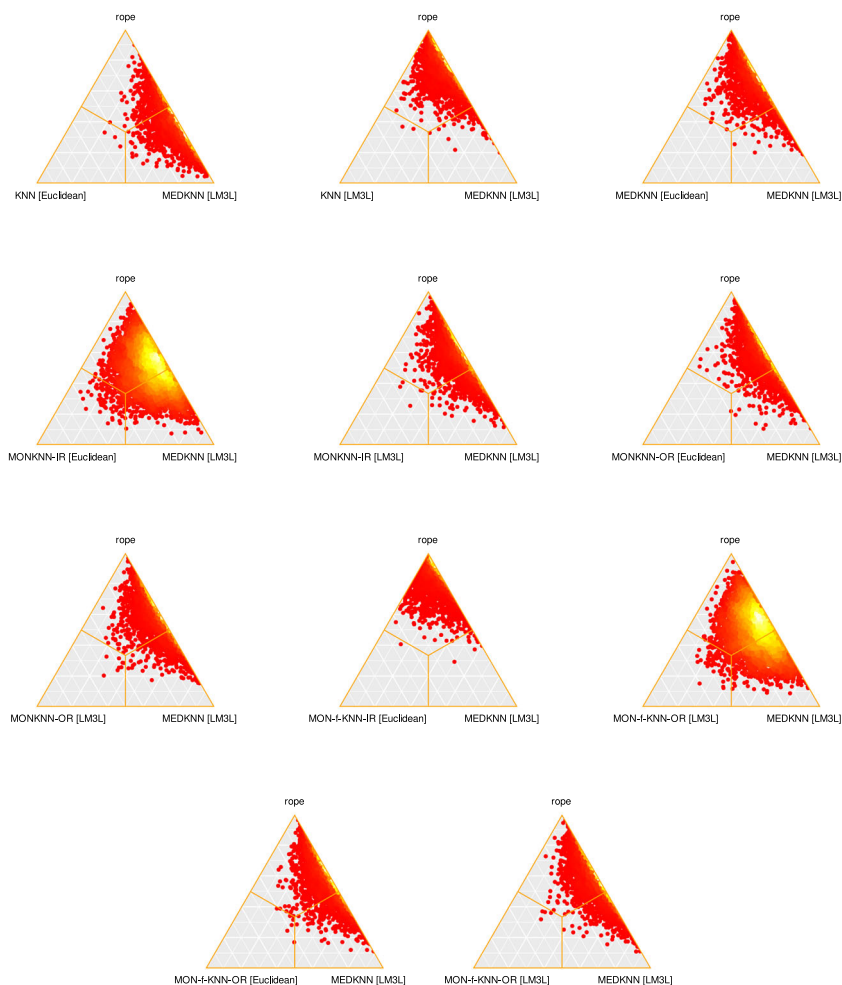 rope
rope
rope
KNN [Euclidean]
MEDKNN [LM3L]
KNN [LM3L]
MEDKNN [LM3L]
MEDKNN [Euclidean]
MEDKNN [LM3L]
rope
rope
rope
MONKNN-IR [Euclidean]
MEDKNN [LM3L]
MONKNN-IR [LM3L]
MEDKNN [LM3L]
MONKNN-OR [Euclidean]
MEDKNN [LM3L]
rope
rope
rope
MONKNN-OR [LM3L]
MEDKNN [LM3L]
MON-f-KNN-IR [Euclidean]
MEDKNN [LM3L]
MON-f-KNN-OR [LM3L]
MEDKNN [LM3L]
rope
rope
MON-f-KNN-OR [Euclidean]
MEDKNN [LM3L]
MON-f-KNN-OR [LM3L]
MEDKNN [LM3L]